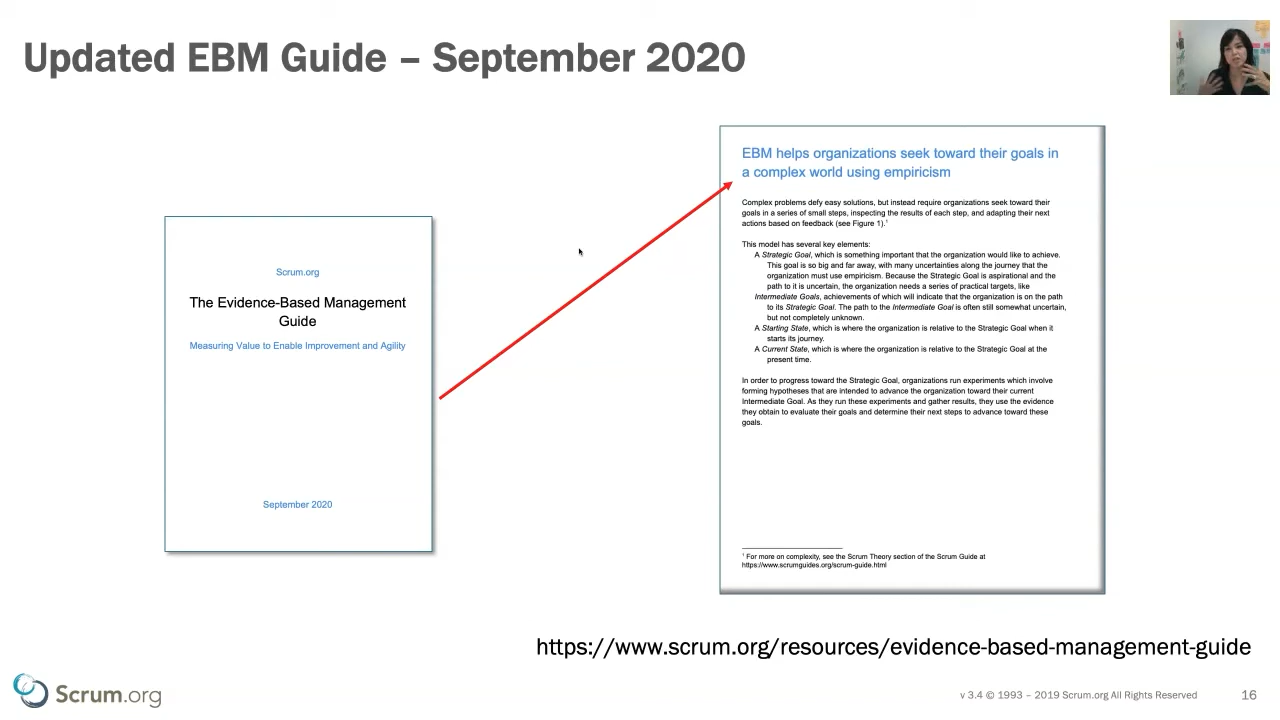 Updated EBM Guide – September 2020
Scrum.org
The Evidence-Based Management
Guide
Measuring Value to Enable Improvement and Agility
September 2020
EBM helps organizations seek toward their goals in
a complex world using empiricism
Complex problems defy easy solutions, but instead require organizations seek toward their
goals in a series of small steps, inspecting the results of each step, and adapting their next
actions based on feedback (see Figure 1).¹
This model has several key elements:
A Strategic Goal, which is something important that the organization would like to achieve.
This goal is so big and far away, with many uncertainties along the journey that the
organization must use empiricism. Because the Strategic Goal is aspirational and the
path to it is uncertain, the organization needs a series of practical targets, like
Intermediate Goals, achievements of which will indicate that the organization is on the path
to its Strategic Goal. The path to the Intermediate Goal is often still somewhat uncertain,
but not completely unknown.
A Starting State, which is where the organization is relative to the Strategic Goal when it
starts its journey.
A Current State, which is where the organization is relative to the Strategic Goal at the
present time.
In order to progress toward the Strategic Goal, organizations run experiments which involve
forming hypotheses that are intended to advance the organization toward their current
Intermediate Goal. As they run these experiments and gather results, they use the evidence
they obtain to evaluate their goals and determine their next steps to advance toward these
goals.
¹ For more on complexity, see the Scrum Theory section of the Scrum Guide at
https://www.scrumguides.org/scrum-guide.html
https://www.scrum.org/resources/evidence-based-management-guide
Scrum.org
v 3.4 © 1993 – 2019 Scrum.org All Rights Reserved
16